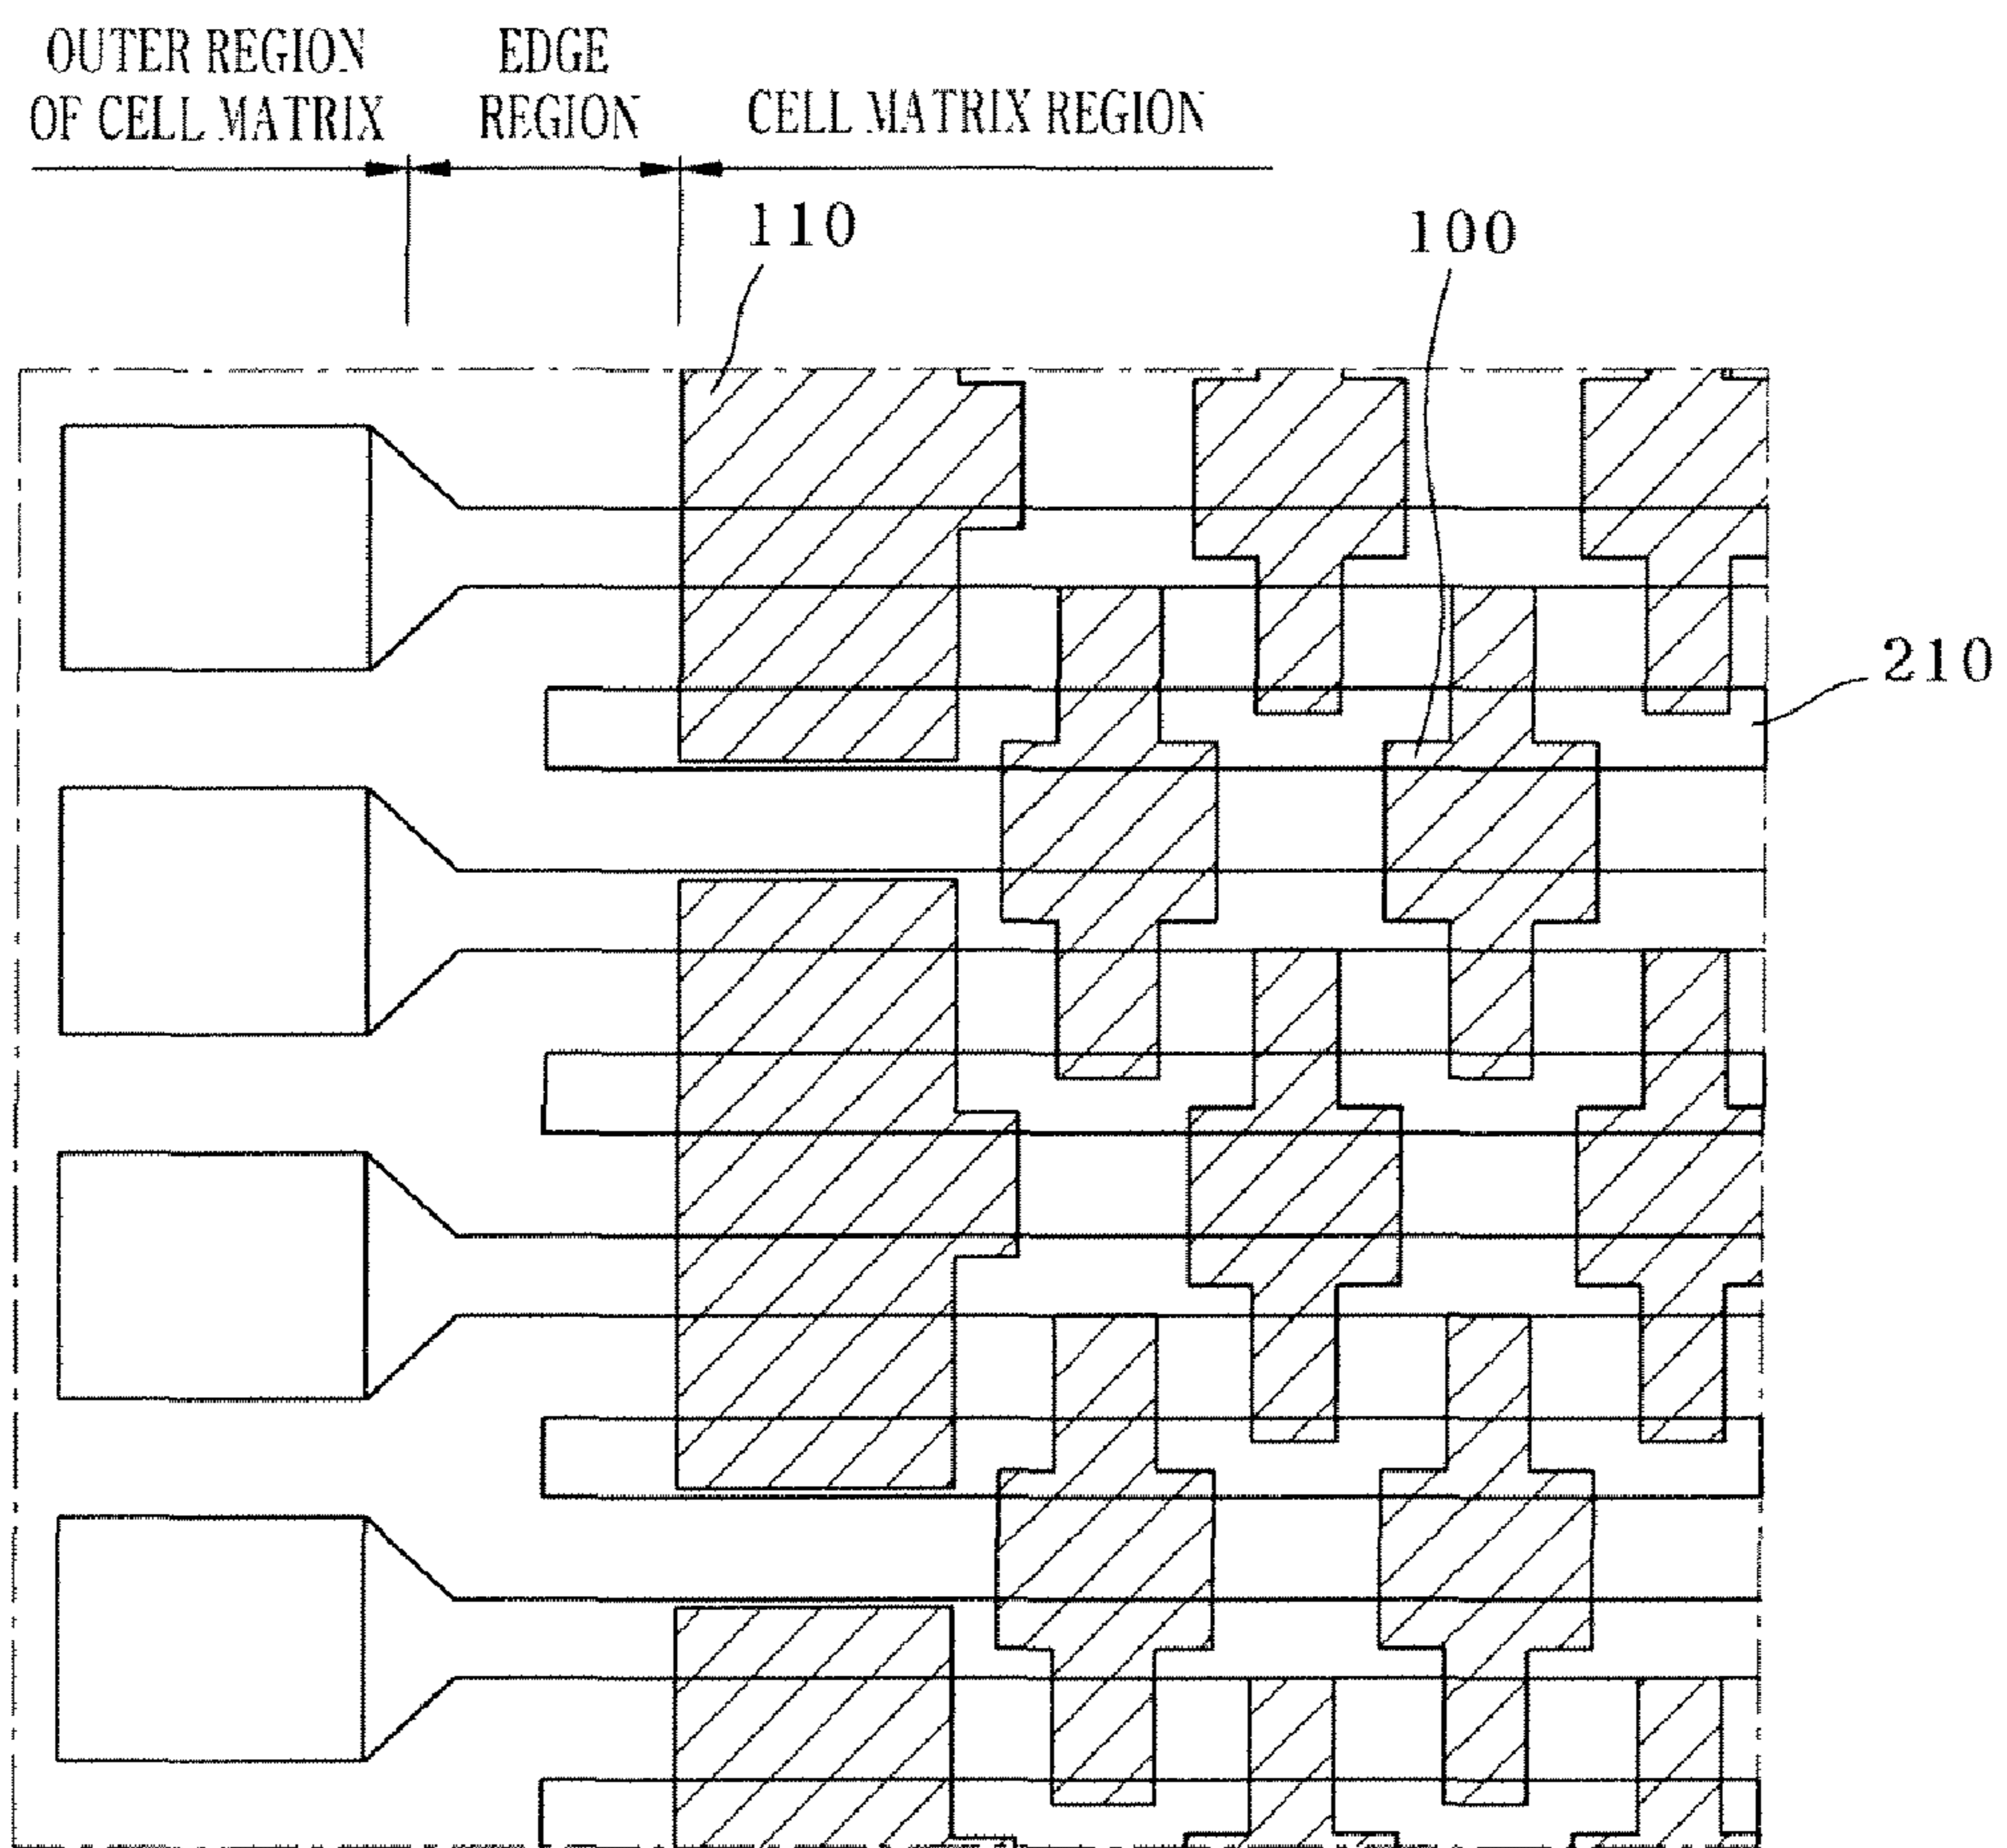 OUTER REGION
OF CELL MATRIX
EDGE
REGION
CELL MATRIX REGION
110
100
210